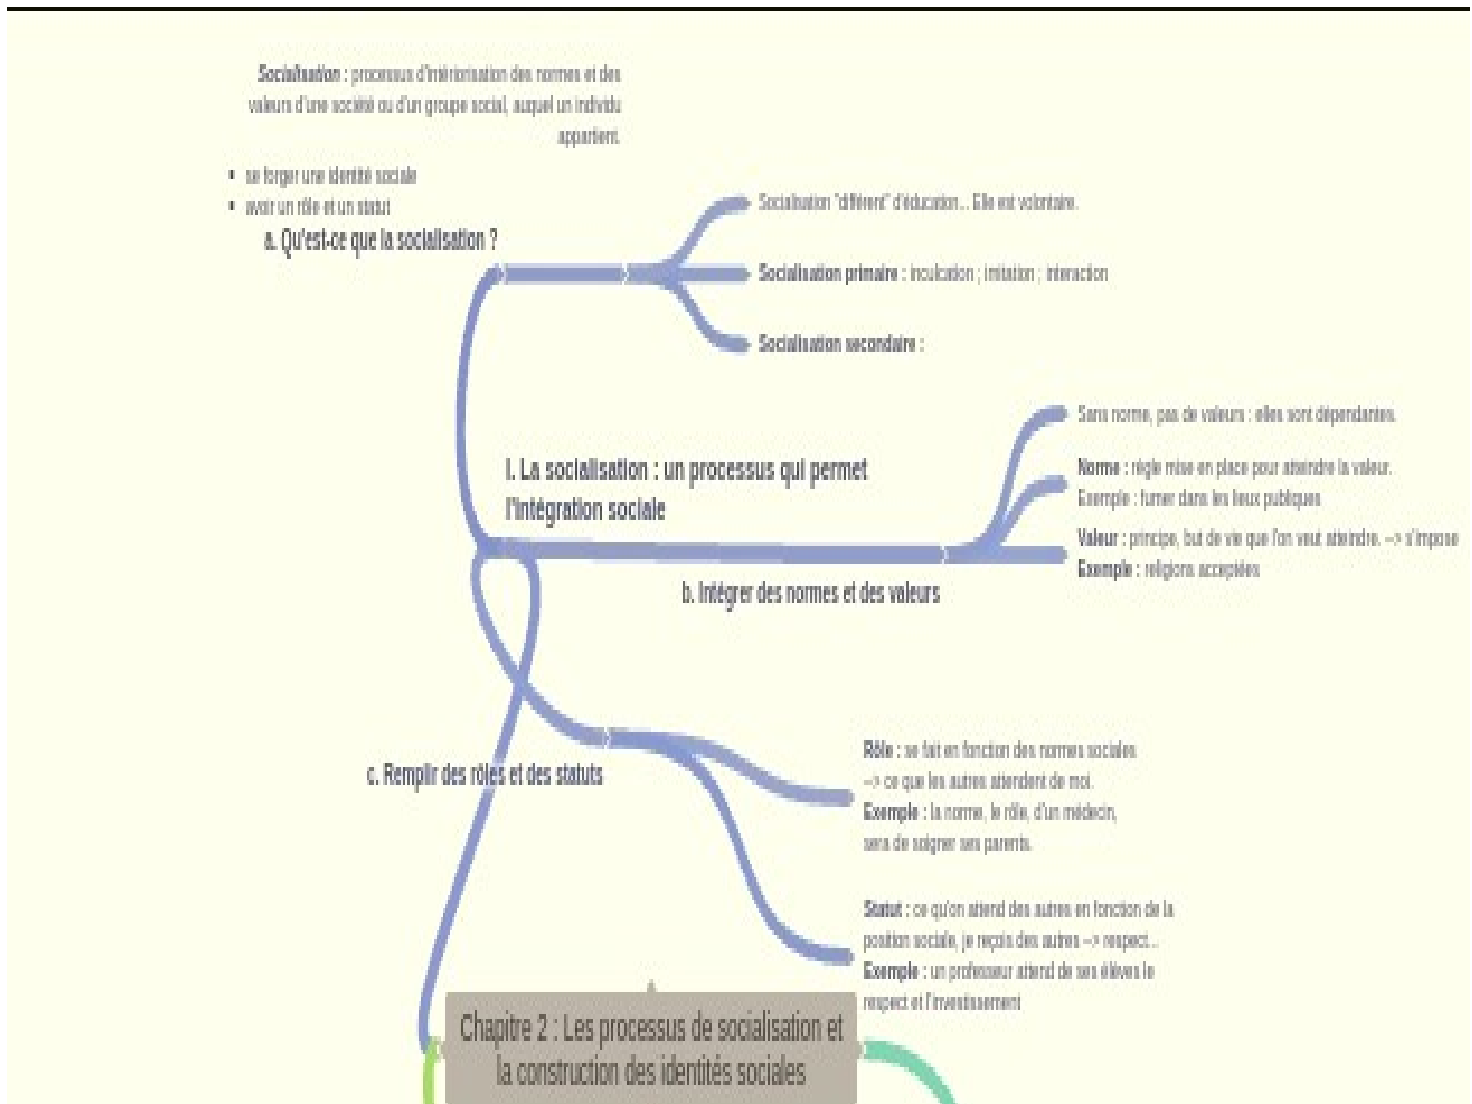 Socialisation : processus d'intériorisation des normes et des
valeurs d'une société ou d'un groupe social, auquel un individu
appartient.
▪ se forger une identité sociale
▪ avoir un rôle et un statut
a. Qu'est-ce que la socialisation ?
Socialisation "différent" d'éducation... Elle est volontaire.
Socialisation primaire : inculcation ; imitation ; interaction
Socialisation secondaire :
I. La socialisation : un processus qui permet
l'intégration sociale
Sans norme, pas de valeurs : elles sont dépendantes.
Norme : règle mise en place pour atteindre la valeur.
Exemple : fumer dans les lieux publiques
Valeur : principe, but de vie que l'on veut atteindre. --> s'impose
Exemple : religions acceptées
b. Intégrer des normes et des valeurs
c. Remplir des rôles et des statuts
Rôle : se fait en fonction des normes sociales
--> ce que les autres attendent de moi.
Exemple : la norme, le rôle, d'un médecin,
sera de soigner ses parents.
Statut : ce qu'on attend des autres en fonction de la
position sociale, je reçois des autres --> respect...
Exemple : un professeur attend de ses élèves le
respect et l'investissement
Chapitre 2 : Les processus de socialisation et
la construction des identités sociales